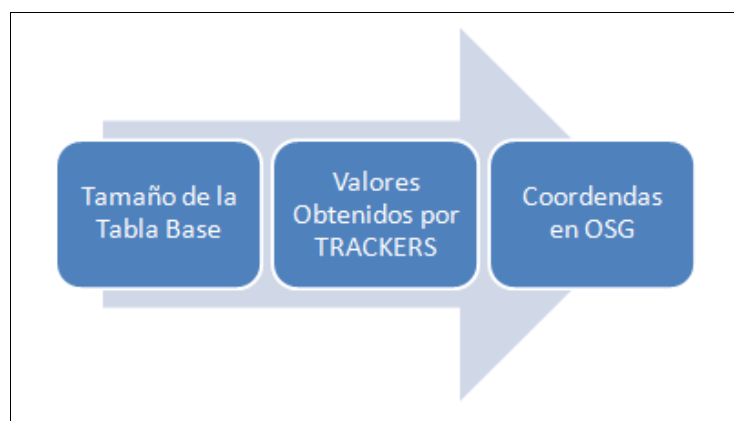 Tamaño de la
Tabla Base
Valores
Obtenidos por
TRACKERS
Coordendas
en OSG